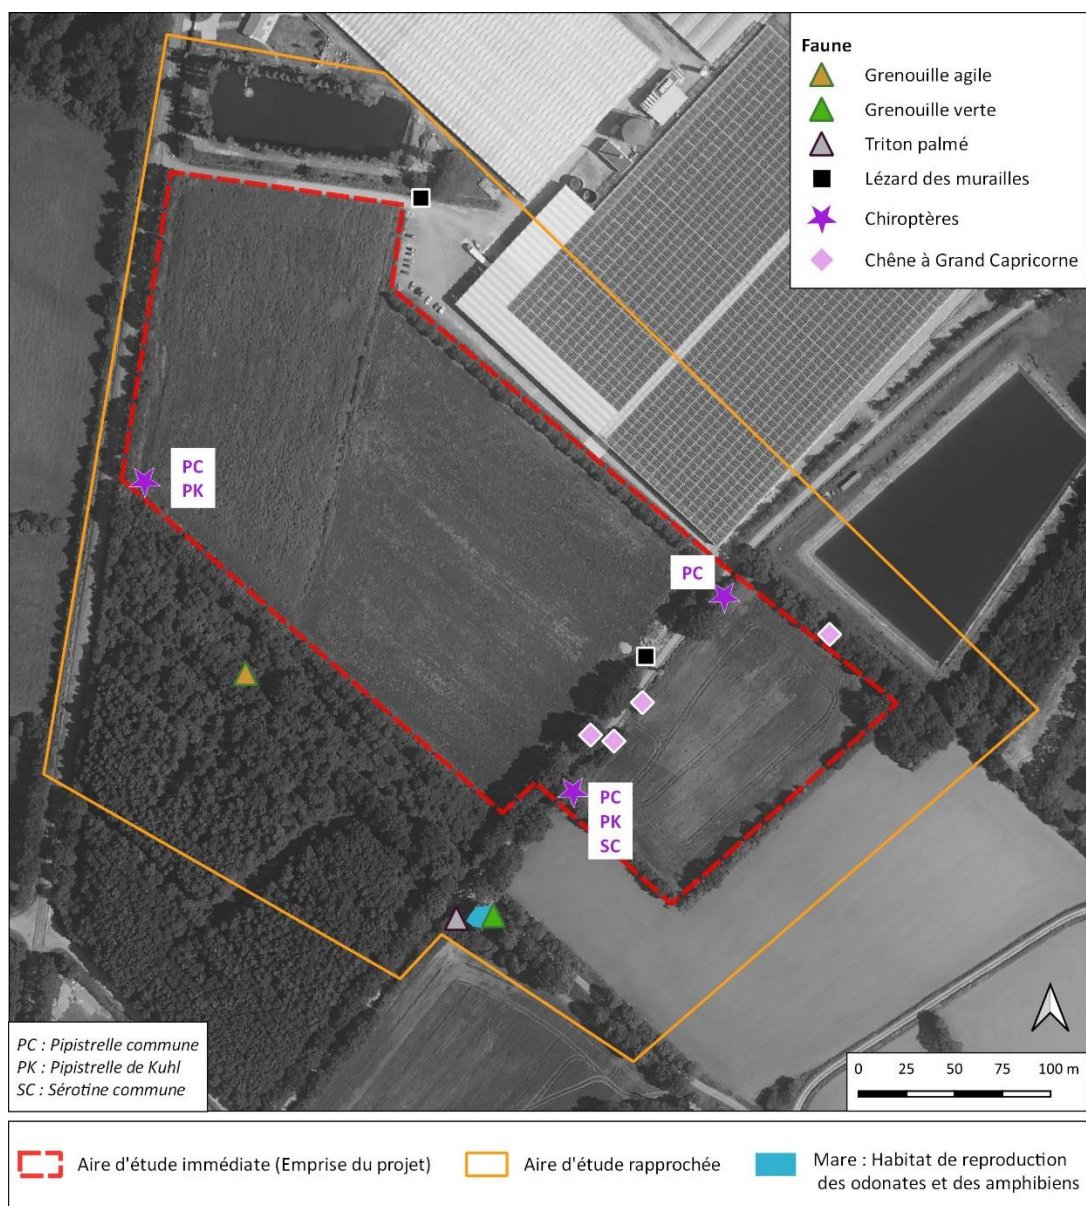 Faune
Grenouille agile
Grenouille verte
Triton palmé
Lézard des murailles
Chiroptères
Chêne à Grand Capricorne
PC
PK
PC
PC
PK
SC
PC : Pipistrelle commune
PK : Pipistrelle de Kuhl
SC : Sérotine commune
0 25 50 75 100 m
Aire d'étude immédiate (Emprise du projet)
Aire d'étude rapprochée
Mare : Habitat de reproduction
des odonates et des amphibiens